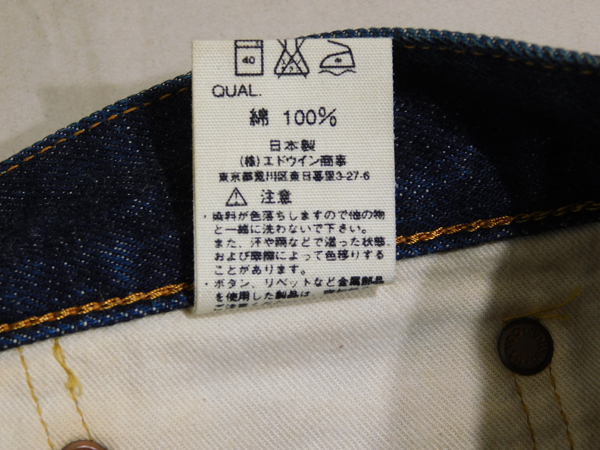 40
QUAL.
綿 100%
日本製
(株)エドウイン商事
東京都荒川区東日暮里3-27-6
注意
・染料が色落ちしますので他の物
と一緒に洗わないで下さい。
また、汗や雨などで湿った状態、
および摩擦によって色移りする
ことがあります。
・ボタン、リベットなど金属部品
を使用した製品は、